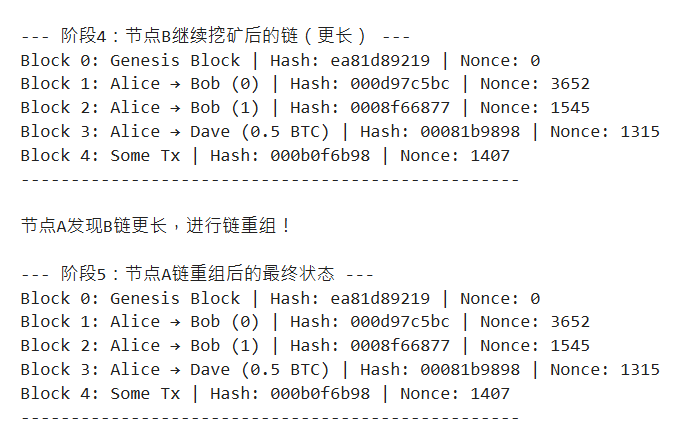 --- 阶段4：节点B继续挖矿后的链（更长） ---
Block 0: Genesis Block | Hash: ea81d89219 | Nonce: 0
Block 1: Alice → Bob (0) | Hash: 000d97c5bc | Nonce: 3652
Block 2: Alice → Bob (1) | Hash: 0008f66877 | Nonce: 1545
Block 3: Alice → Dave (0.5 BTC) | Hash: 00081b9898 | Nonce: 1315
Block 4: Some Tx | Hash: 000b0f6b98 | Nonce: 1407
--------------------------------------------------
节点A发现B链更长，进行链重组！
--- 阶段5：节点A链重组后的最终状态 ---
Block 0: Genesis Block | Hash: ea81d89219 | Nonce: 0
Block 1: Alice → Bob (0) | Hash: 000d97c5bc | Nonce: 3652
Block 2: Alice → Bob (1) | Hash: 0008f66877 | Nonce: 1545
Block 3: Alice → Dave (0.5 BTC) | Hash: 00081b9898 | Nonce: 1315
Block 4: Some Tx | Hash: 000b0f6b98 | Nonce: 1407
--------------------------------------------------